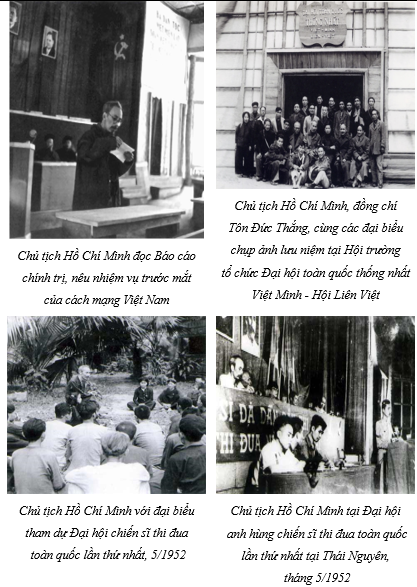 Chủ tịch Hồ Chí Minh đọc Báo cáo
chính trị, nêu nhiệm vụ trước mắt
của cách mạng Việt Nam
Chủ tịch Hồ Chí Minh, đồng chí
Tôn Đức Thắng, cùng các đại biểu
chụp ảnh lưu niệm tại Hội trường
tổ chức Đại hội toàn quốc thống nhất
Việt Minh - Hội Liên Việt
Chủ tịch Hồ Chí Minh với đại biểu
tham dự Đại hội chiến sĩ thi đua
toàn quốc lần thứ nhất, 5/1952
SĨ ĐÃ DÂN
THI ĐUA
Chủ tịch Hồ Chí Minh tại Đại hội
anh hùng chiến sĩ thi đua toàn quốc
lần thứ nhất tại Thái Nguyên,
tháng 5/1952